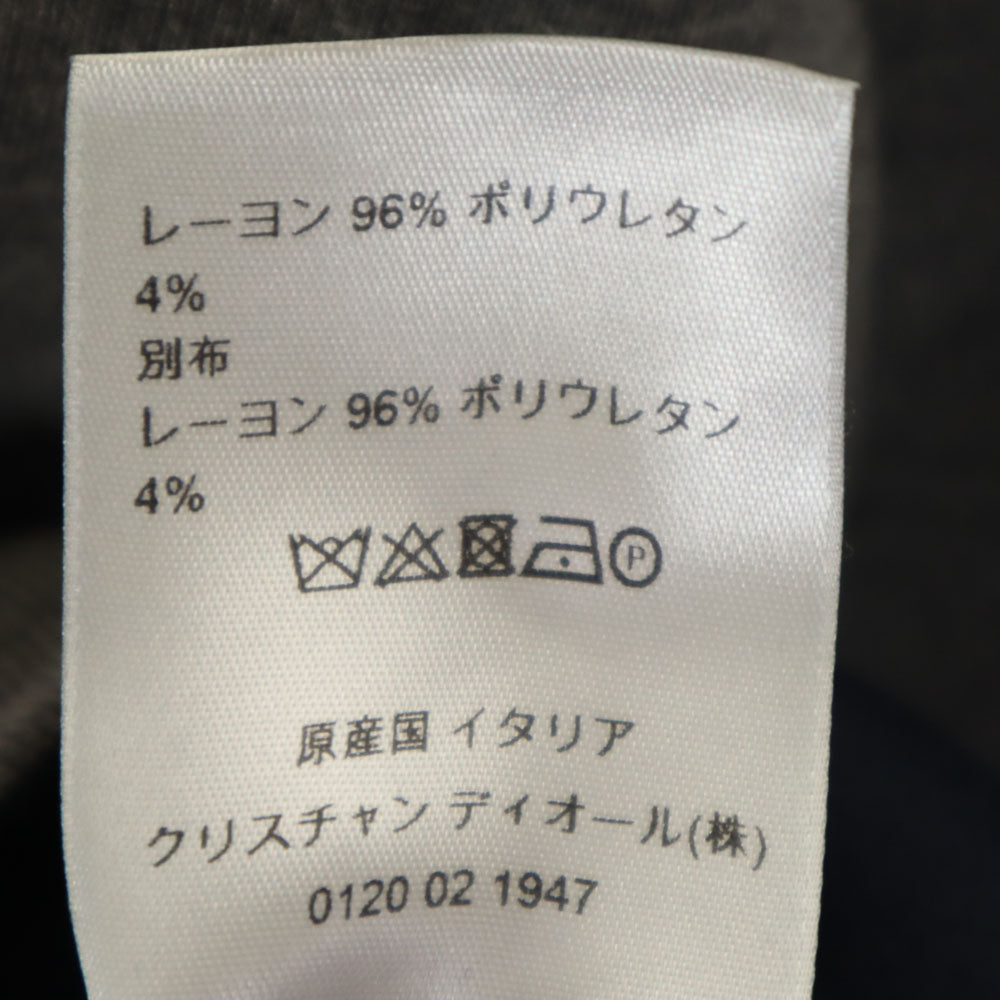 レーヨン 96% ポリウレタン
4%
別布
レーヨン 96% ポリウレタン
4%
P
原産国 イタリア
クリスチャン ディオール(株)
0120 02 1947